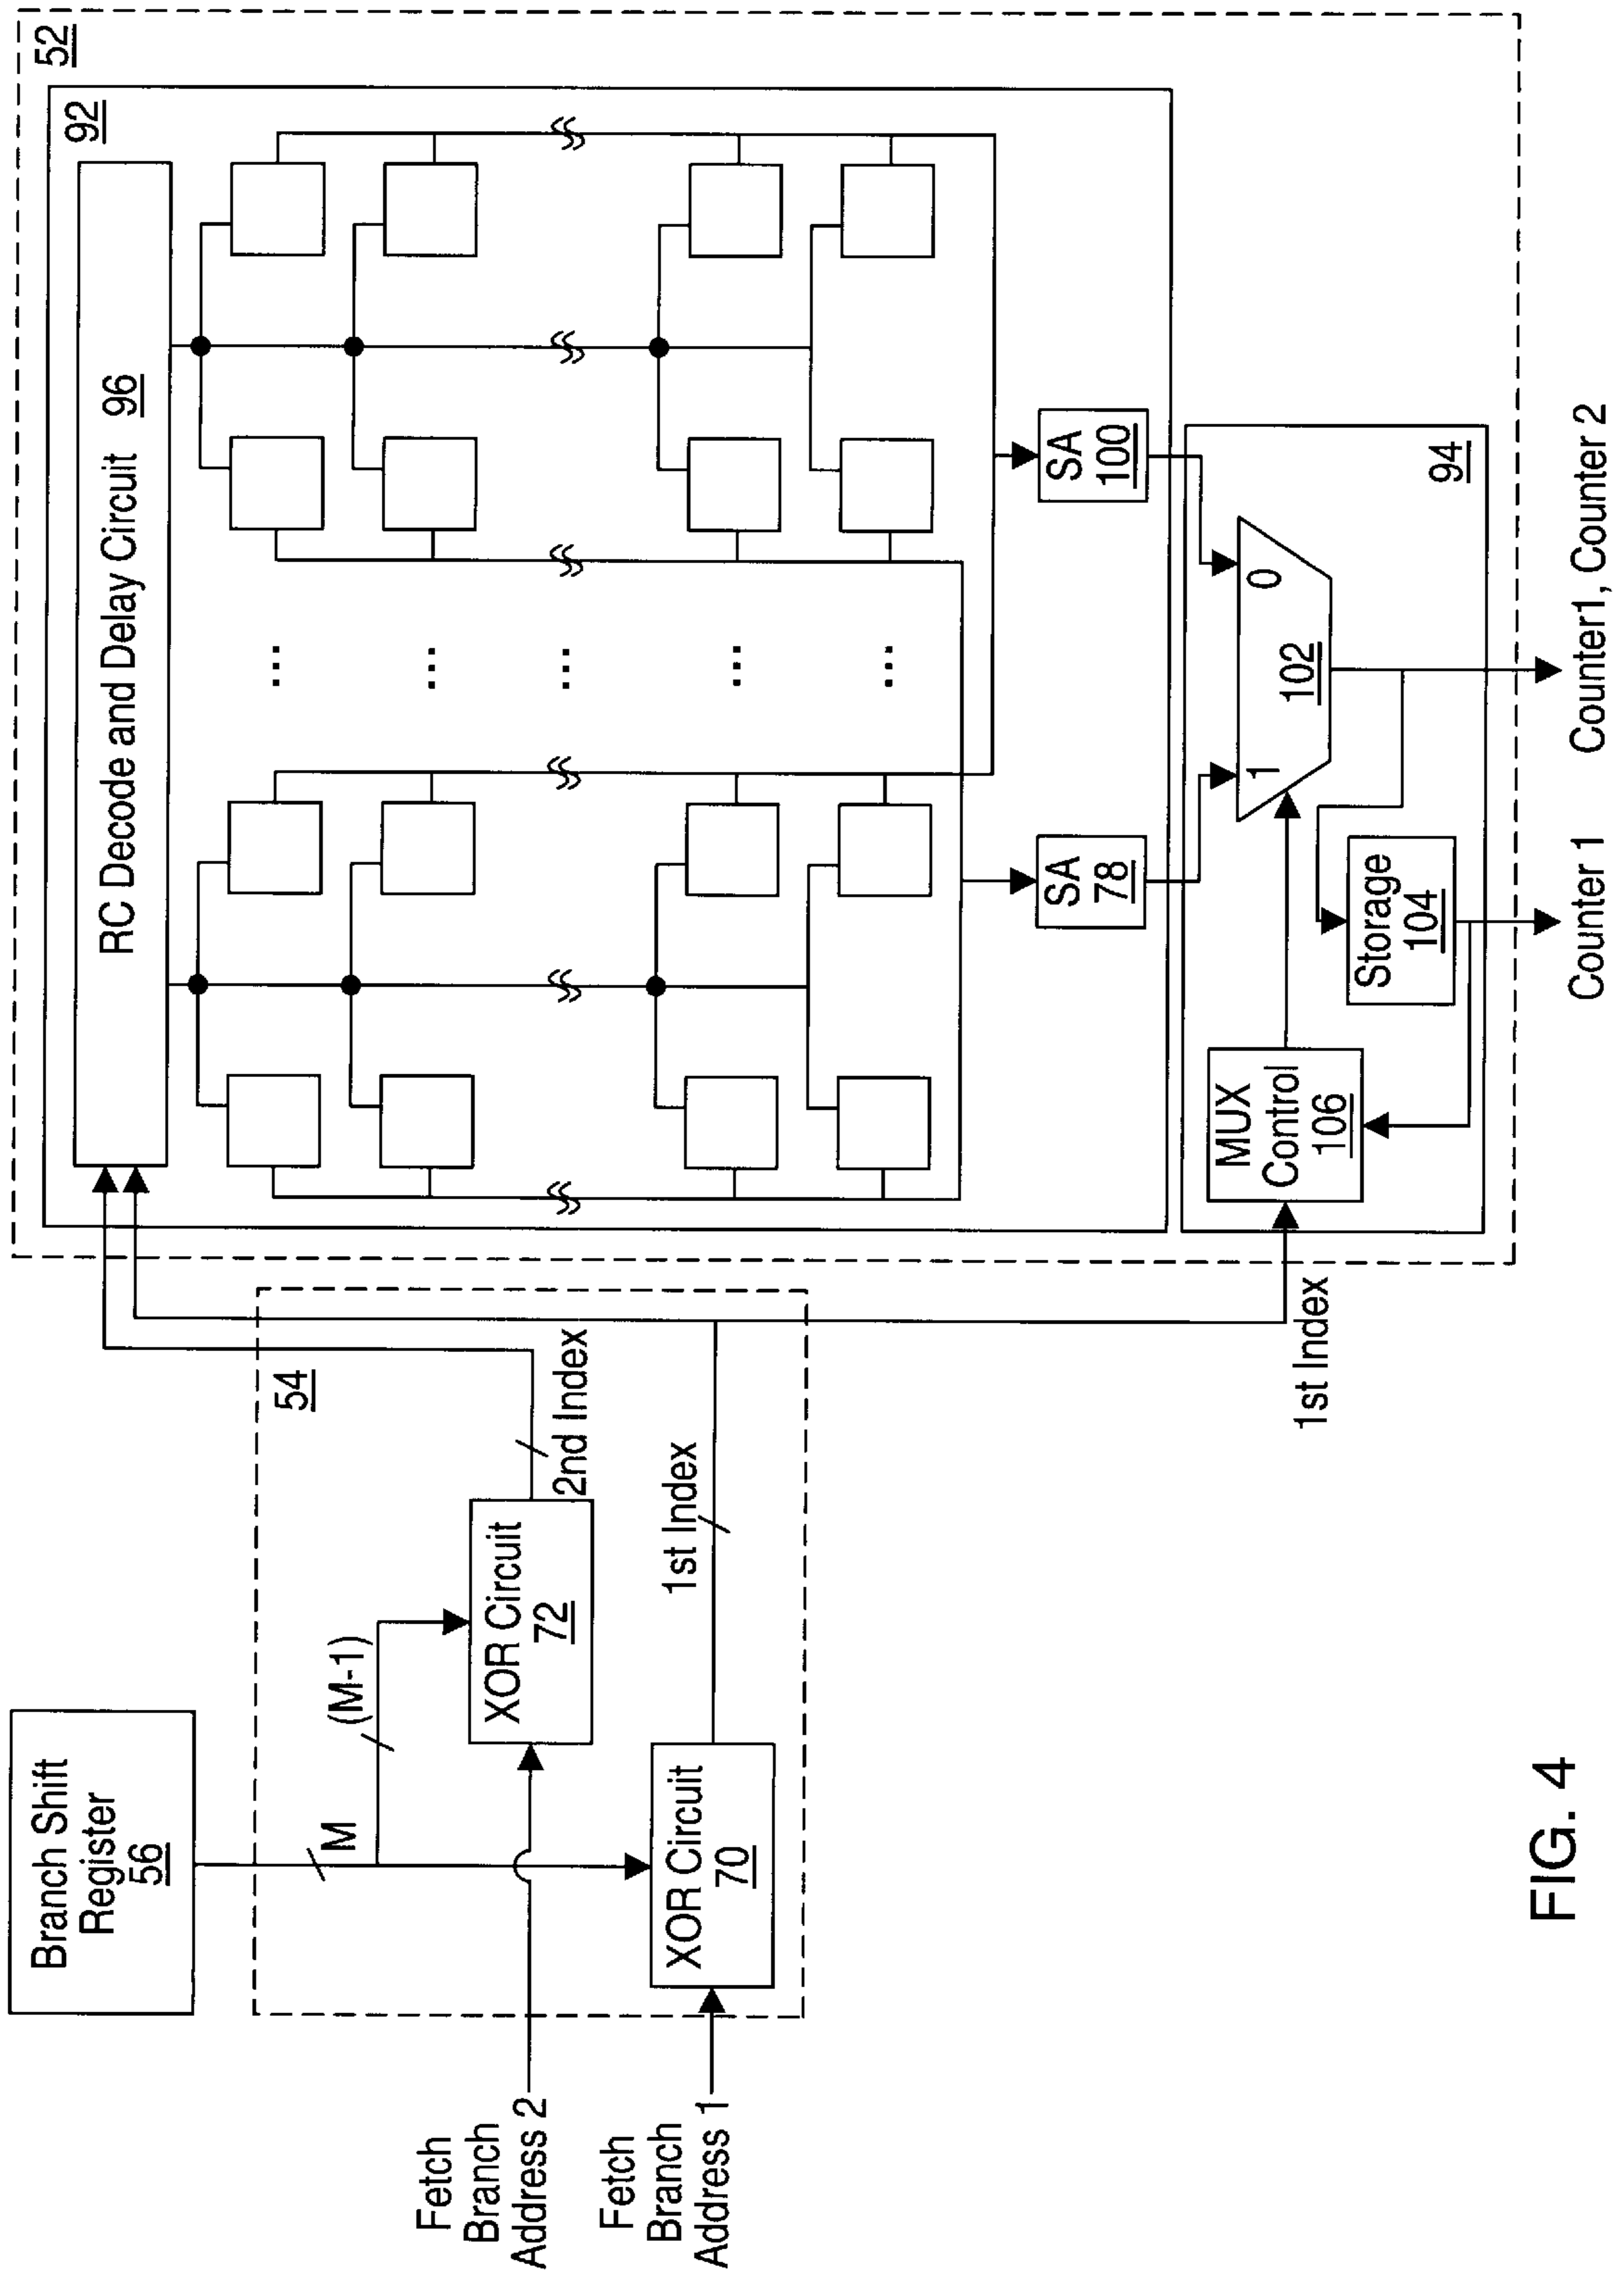 52
92
RC Decode and Delay Circuit 96
...
...
...
...
...
SA
78
SA
100
94
1
0
102
Storage
104
MUX
Control
106
1st Index
Counter 1
Counter1, Counter 2
Branch Shift
Register
56
M
(M-1)
54
XOR Circuit
72
2nd Index
XOR Circuit
70
1st Index
Fetch
Branch
Address 2
Fetch
Branch
Address 1
FIG. 4